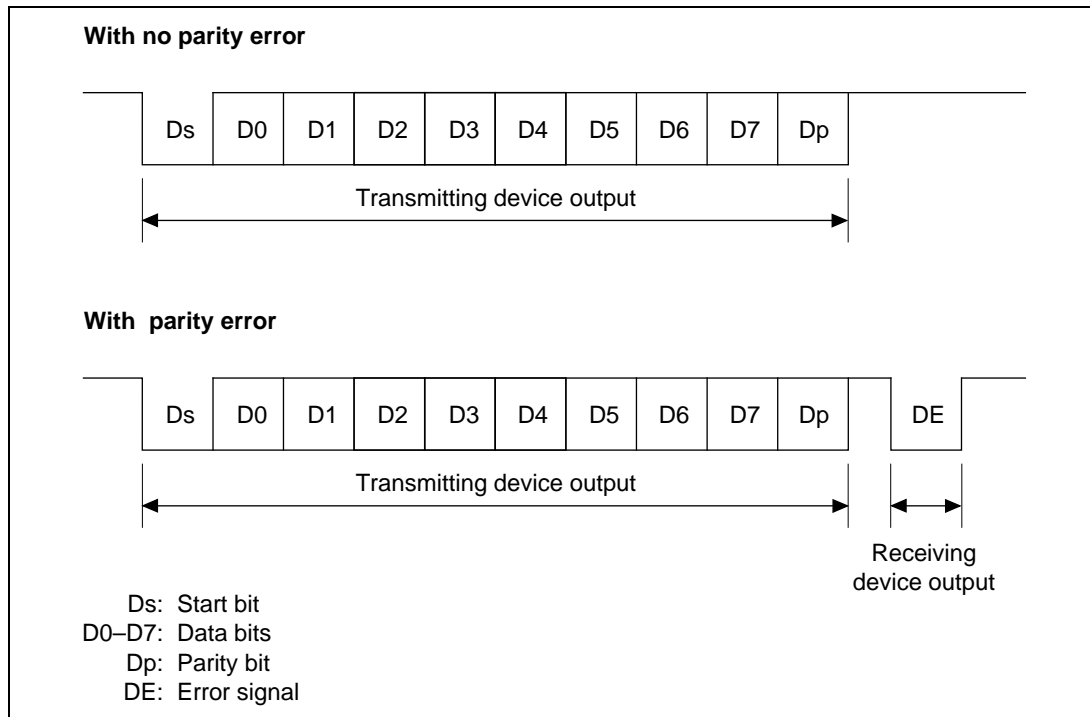 With no parity error
Ds D0 D1 D2 D3 D4 D5 D6 D7 Dp
Transmitting device output
With parity error
Ds D0 D1 D2 D3 D4 D5 D6 D7 Dp DE
Transmitting device output
Receiving
device output
Ds: Start bit
D0–D7: Data bits
Dp: Parity bit
DE: Error signal